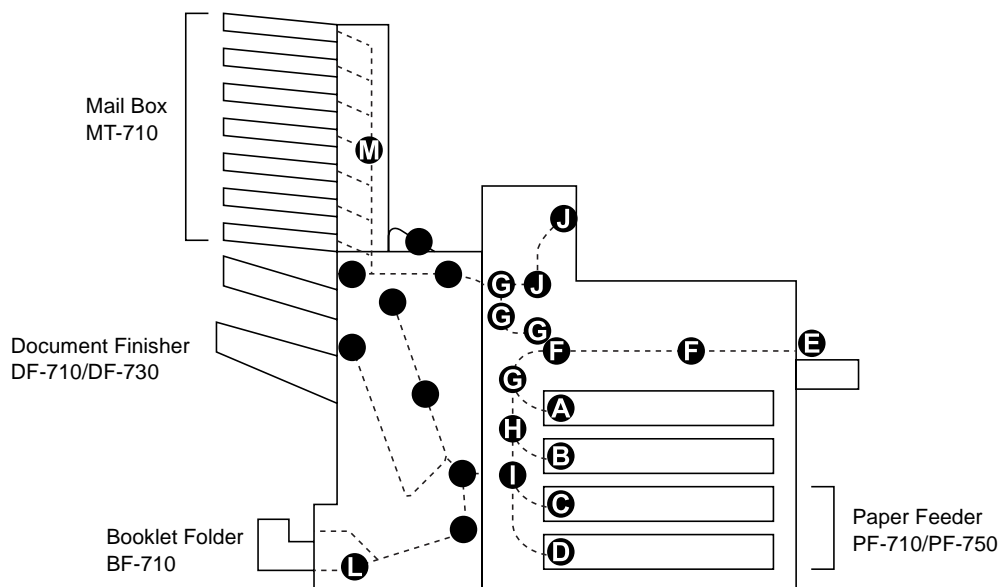 Mail Box
MT-710
M
J
G
J
G
G
F
F
E
Document Finisher
DF-710/DF-730
G
A
H
B
I
C
D
Paper Feeder
PF-710/PF-750
Booklet Folder
BF-710
L